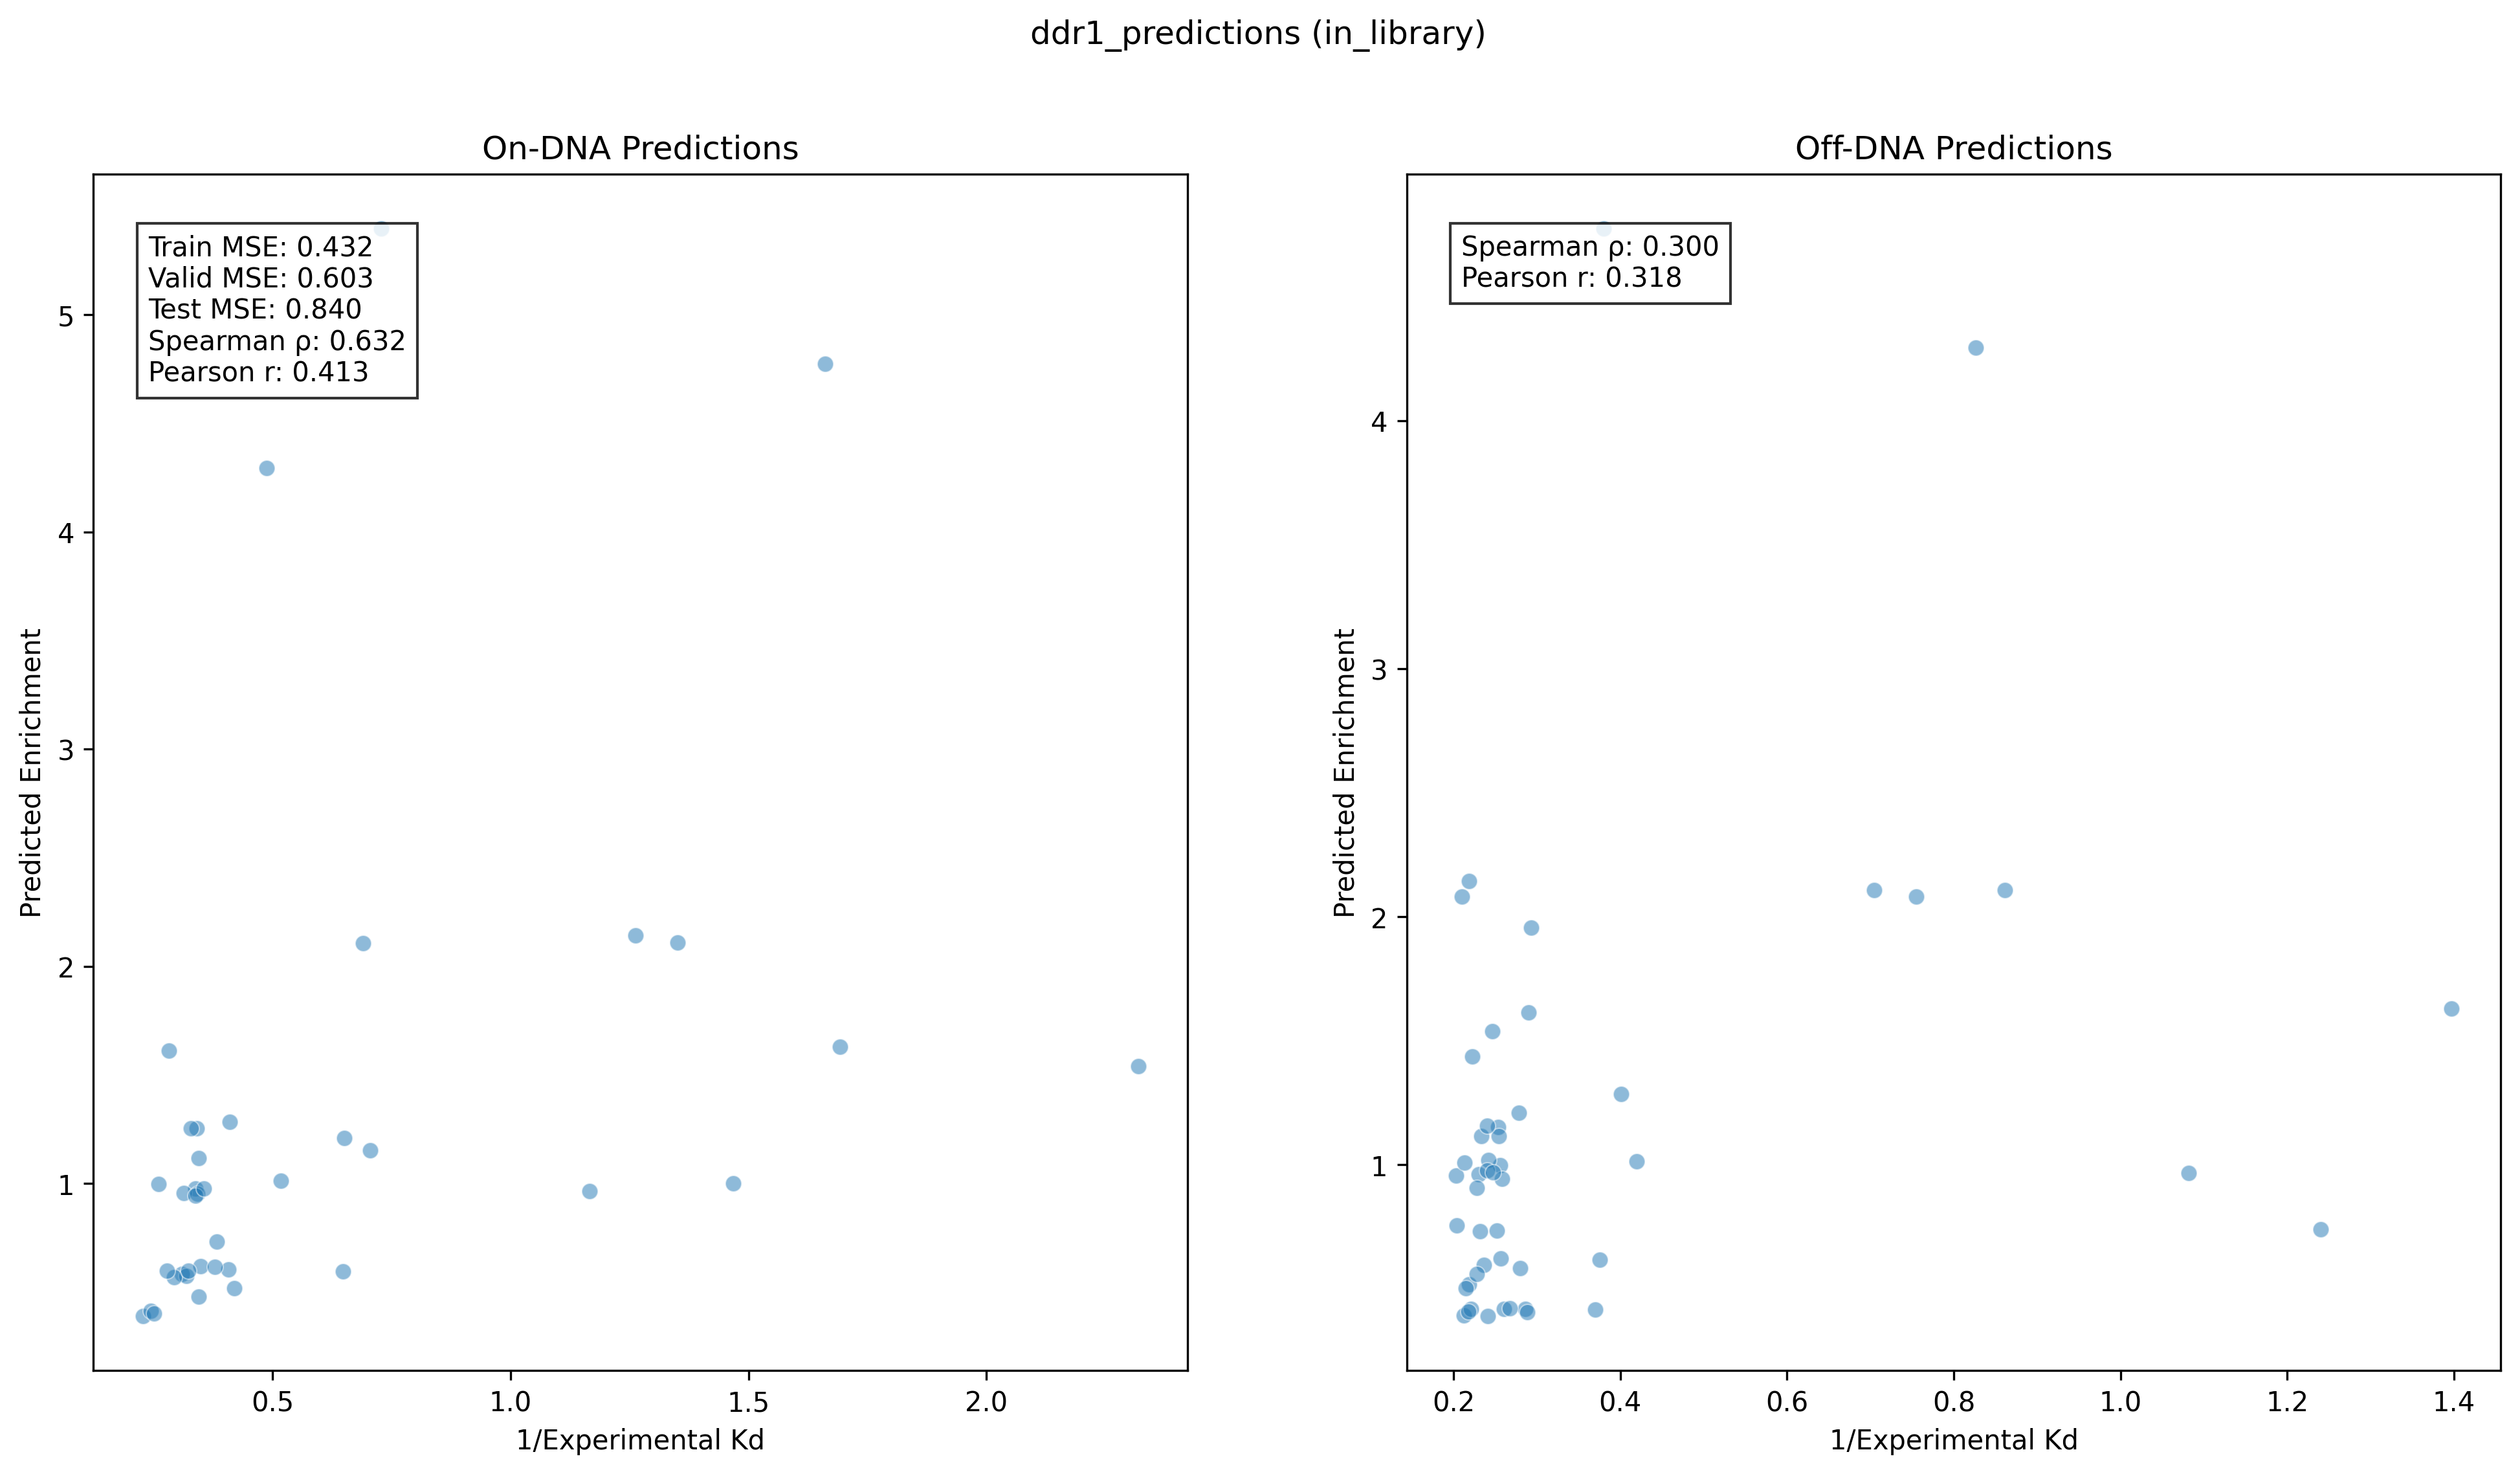 ddr1_predictions (in_library)
On-DNA Predictions
Train MSE: 0.432
Valid MSE: 0.603
Test MSE: 0.840
Spearman ρ: 0.632
Pearson r: 0.413
5
4
3
2
1
Predicted Enrichment
0.5 1.0 1.5 2.0
1/Experimental Kd
Off-DNA Predictions
Spearman ρ: 0.300
Pearson r: 0.318
4
3
2
1
Predicted Enrichment
0.2 0.4 0.6 0.8 1.0 1.2 1.4
1/Experimental Kd